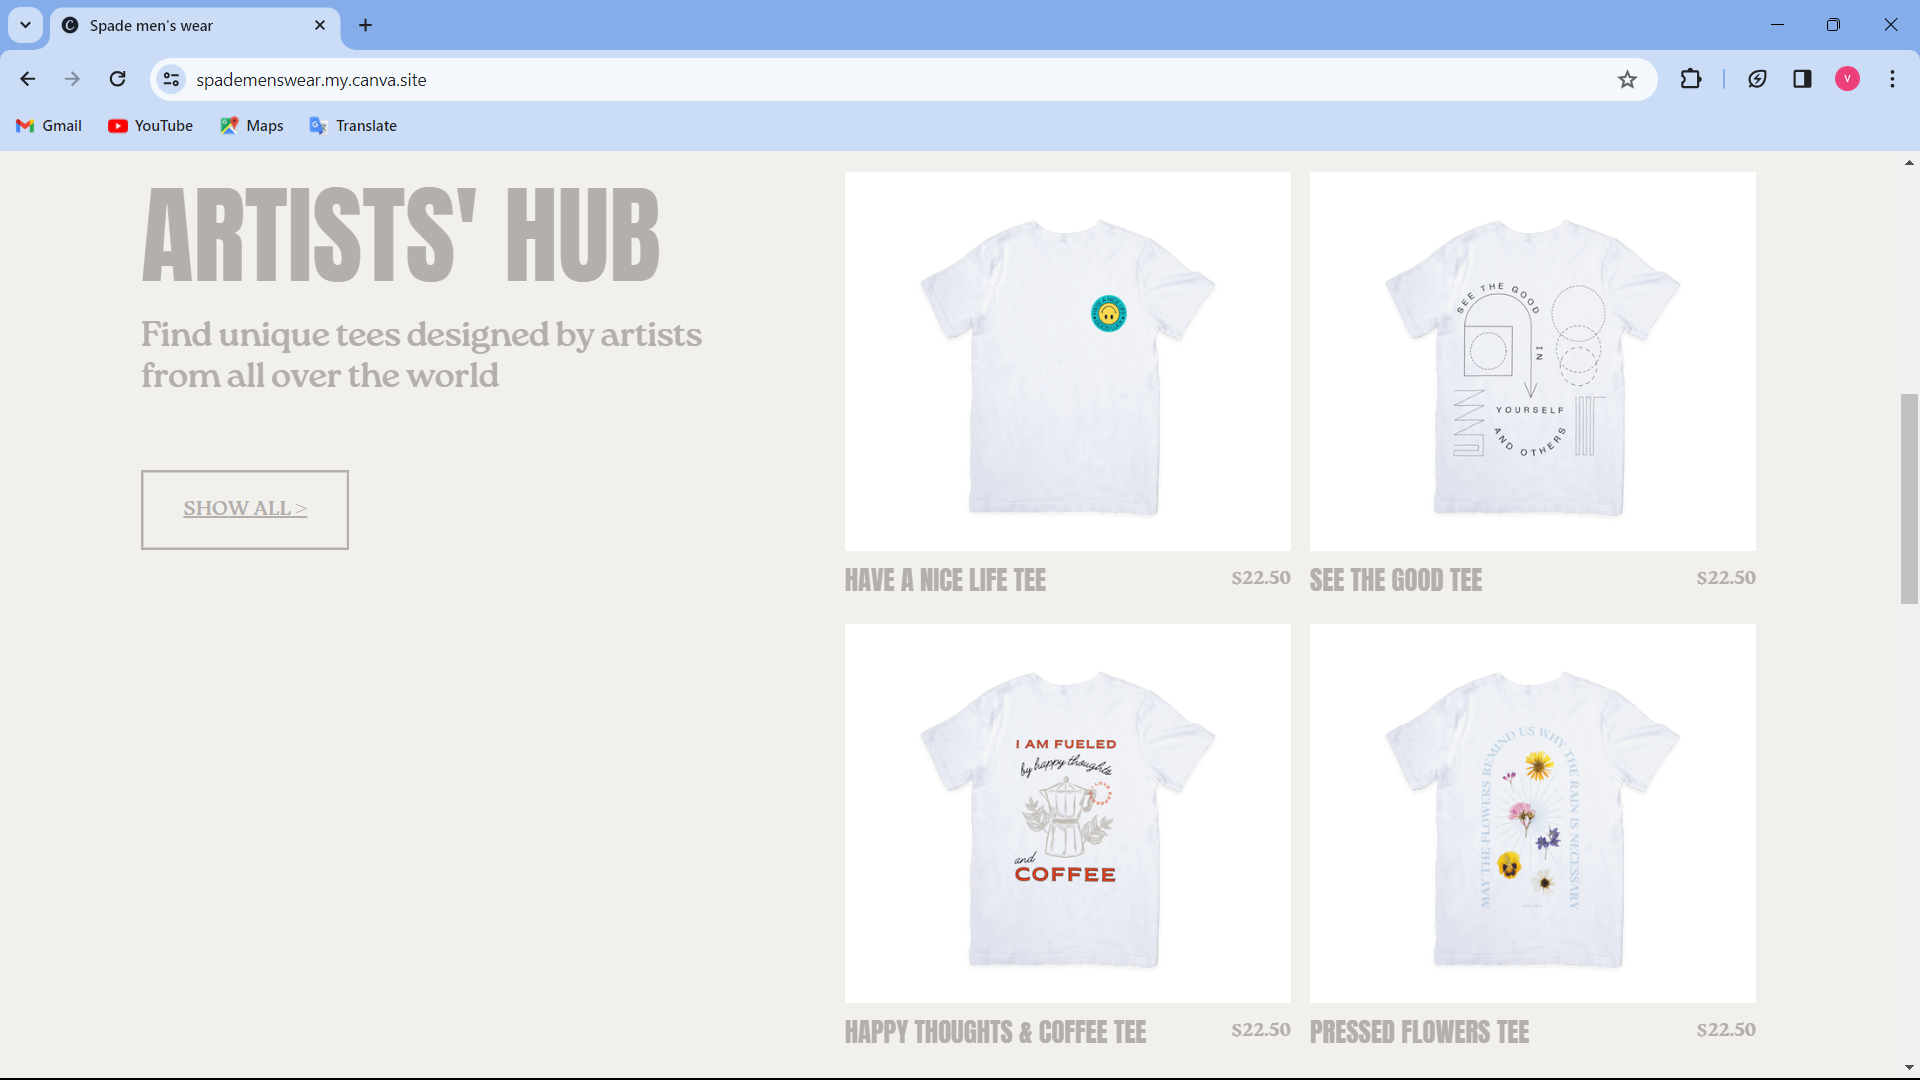 Spade men's wear
spademenswear.my.canva.site
V
Gmail
YouTube
Maps
Translate
ARTISTS' HUB
Find unique tees designed by artists
from all over the world
SHOW ALL >
SEE THE GOOD
IN
YOURSELF
AND OTHERS
HAVE A NICE LIFE TEE
$22.50
SEE THE GOOD TEE
$22.50
I AM FUELED
by happy thoughts
and
COFFEE
MAY THE FLOWERS REMIND US WHY THE RAIN IS NECESSARY
HAPPY THOUGHTS & COFFEE TEE
$22.50
PRESSED FLOWERS TEE
$22.50